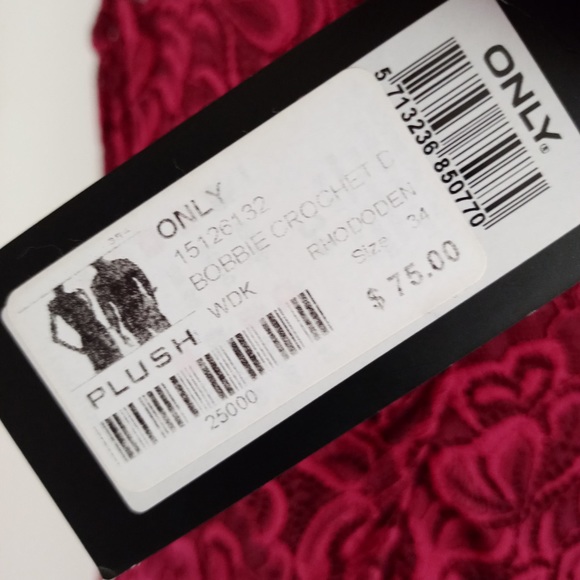 ONLY
15126132
BOBBIE CROCHET D
RHODODEN
WDK
Size 34
$ 75.00
PLUSH
25000
ONLY
5 713236 850770